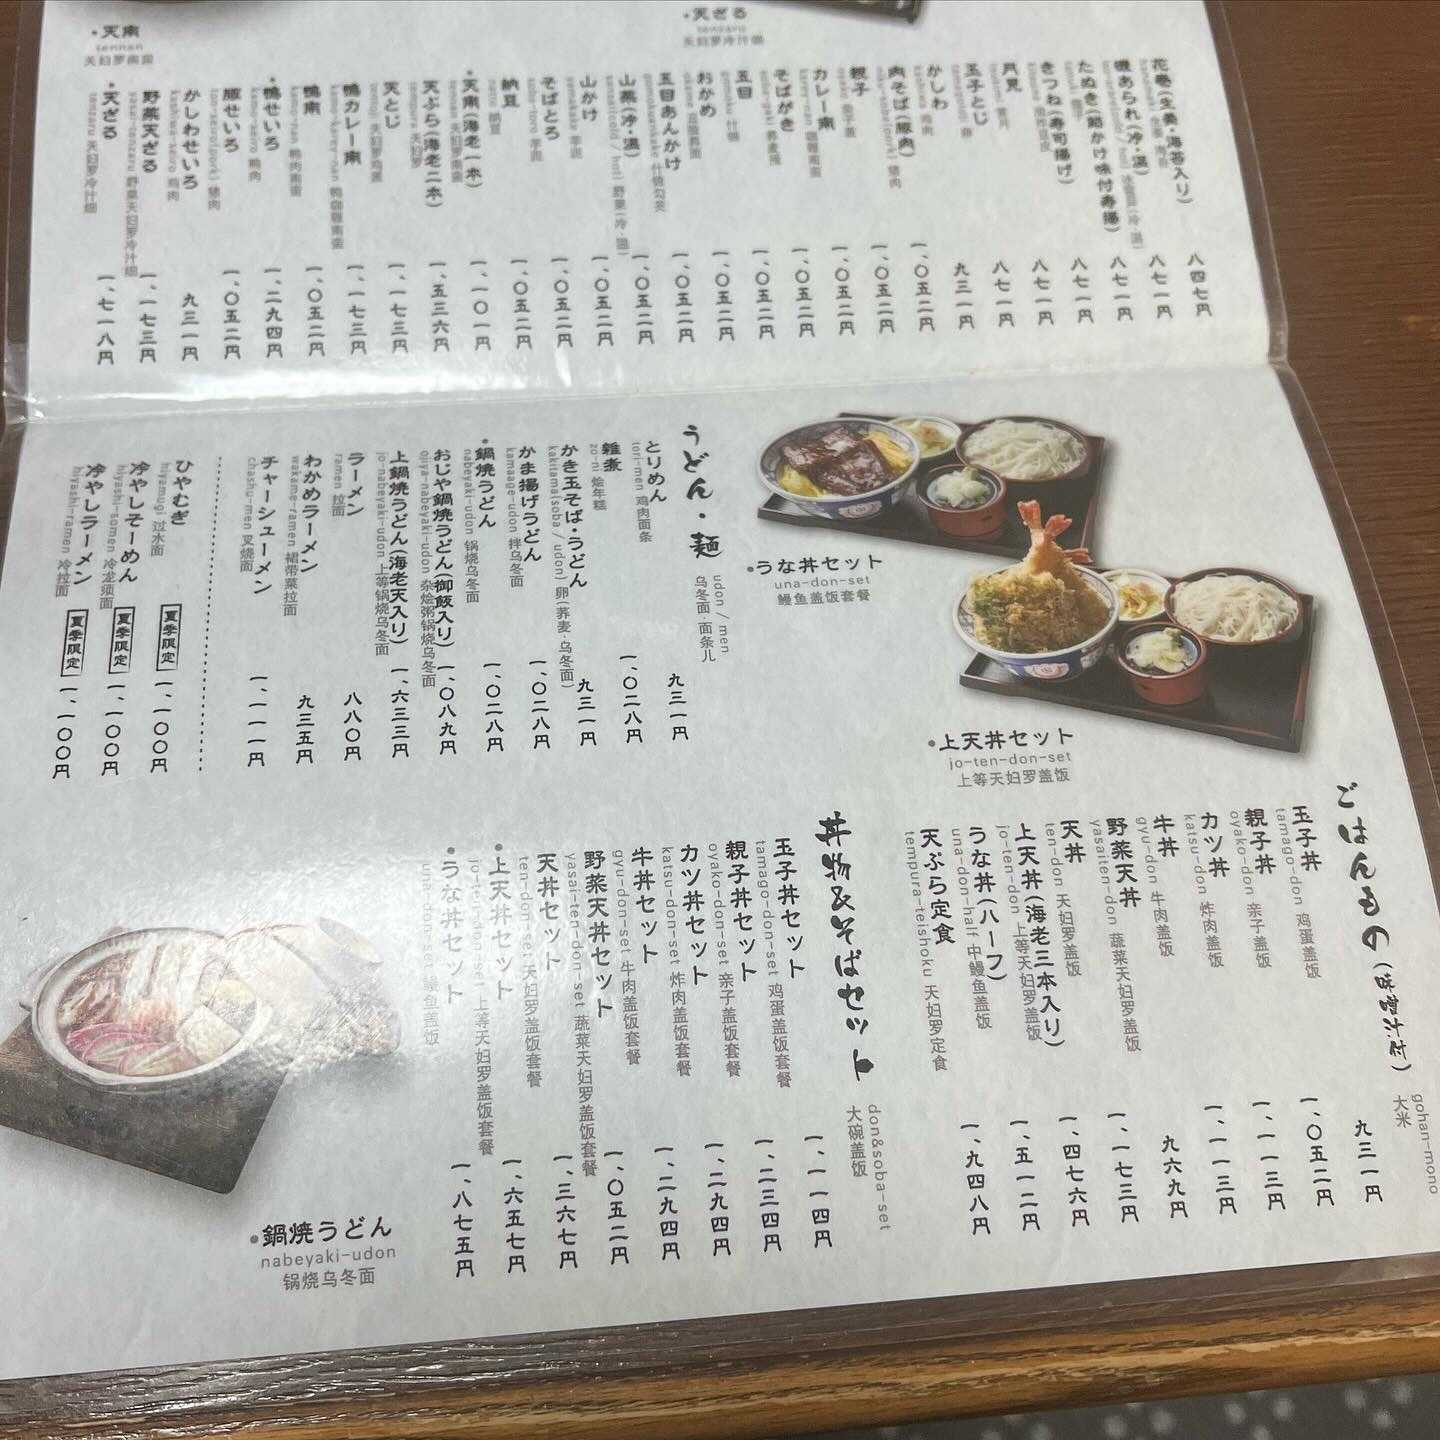 天南
tennan
天妇罗南蛮
天ざる
tenzaru
天妇罗冷汁面
花巻(生姜・海苔入り)
八四七円
磯あられ(冷・温)
八七一円
たぬき(節かけ味付寿揚)
八七一円
きつね(寿司揚げ)
八七一円
月見
八七一円
玉子とじ
八七一円
かしわ
九三一円
肉そば(豚肉)
一、〇五二円
親子
一、〇五二円
カレー南
一、〇五二円
そばがき
一、〇五二円
五目
一、〇五二円
おかめ
一、〇五二円
五目あんかけ
一、〇五二円
山菜(冷・温)
一、〇五二円
山かけ
一、〇五二円
そばとろ
一、〇五二円
納豆
一、〇五二円
天南(海老一本)
一、一〇一円
天ぷら(海老二本)
一、五三六円
天とじ
一、一七三円
鴨カレー南
一、一七三円
鴨南
一、〇五二円
鴨せいろ
一、二九四円
豚せいろ
一、〇五二円
かしわせいろ
九三一円
野菜天ざる
一、一七三円
天ざる
一、七一八円
うな丼セット
una-don-set
鳗鱼盖饭套餐
上天丼セット
jo-ten-don-set
上等天妇罗盖饭
うどん・麺
udon / men
乌冬面·面条儿
とりめん
tori-men 鸡肉面条
九三一円
雑煮
zo-ni 烩年糕
一、〇二八円
かき玉そば・うどん
kakitama(soba / udon) 卵(荞麦·乌冬面)
九三一円
かま揚げうどん
kamaage-udon 拌乌冬面
一、〇二八円
鍋焼うどん
nabeyaki-udon 锅烧乌冬面
一、〇二八円
おじや鍋焼うどん(御飯入り)
ojiya-nabeyaki-udon 杂烩粥锅烧乌冬面
一、〇八九円
上鍋焼うどん(海老天入り)
jo-nabeyaki-udon 上等锅烧乌冬面
一、六三三円
ラーメン
ramen 拉面
八八〇円
わかめラーメン
wakame-ramen 裙带菜拉面
九三五円
チャーシューメン
chashu-men 叉烧面
一、一一一円
ひやむぎ
hiyamugi 过水面
夏季限定
一、一〇〇円
冷やしそーめん
hiyashi-somen 冷龙须面
夏季限定
一、一〇〇円
冷やしラーメン
hiyashi-ramen 冷拉面
夏季限定
一、一〇〇円
ごはんもの(味噌汁付)
gohan-mono
大米
玉子丼
tamago-don 鸡蛋盖饭
九三一円
親子丼
oyako-don 亲子盖饭
一、〇五二円
カツ丼
katsu-don 炸肉盖饭
一、一一三円
牛丼
gyu-don 牛肉盖饭
一、一一三円
野菜天丼
yasaiten-don 蔬菜天妇罗盖饭
九六九円
天丼
ten-don 天妇罗盖饭
一、一七三円
上天丼(海老三本入り)
jo-ten-don 上等天妇罗盖饭
一、四七六円
うな丼(ハーフ)
una-don-half 中鳗鱼盖饭
一、五一二円
天ぷら定食
tempura-teishoku 天妇罗定食
一、九四八円
丼物&そばセット
don&soba-set
大碗盖饭
玉子丼セット
tamago-don-set 鸡蛋盖饭套餐
一、一一四円
親子丼セット
oyako-don-set 亲子盖饭套餐
一、二三四円
カツ丼セット
katsu-don-set 炸肉盖饭套餐
一、二九四円
牛丼セット
gyu-don-set 牛肉盖饭套餐
一、二九四円
野菜天丼セット
yasai-ten-don-set 蔬菜天妇罗盖饭套餐
一、〇五二円
天丼セット
ten-don-set 天妇罗盖饭套餐
一、三六七円
上天丼セット
jo-ten-don-set 上等天妇罗盖饭套餐
一、六五七円
うな丼セット
鳗鱼盖饭
一、八七五円
鍋焼うどん
nabeyaki-udon
锅烧乌冬面